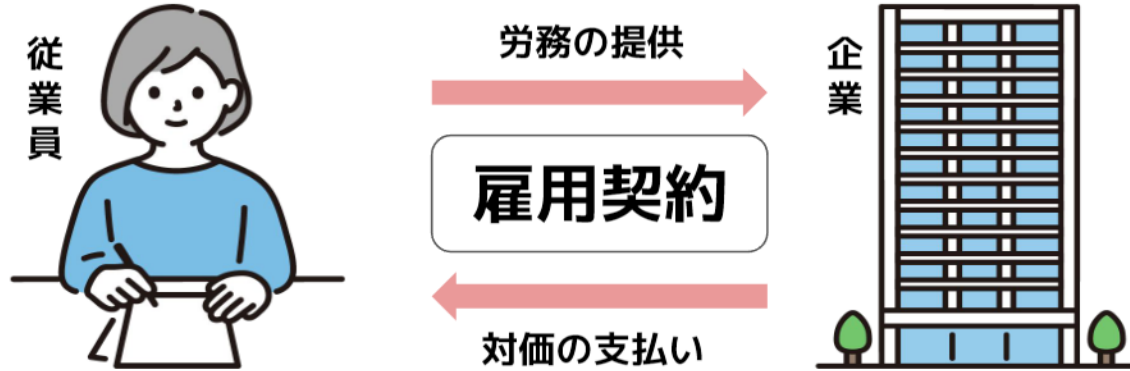 従業員
労務の提供
企業
雇用契約
対価の支払い